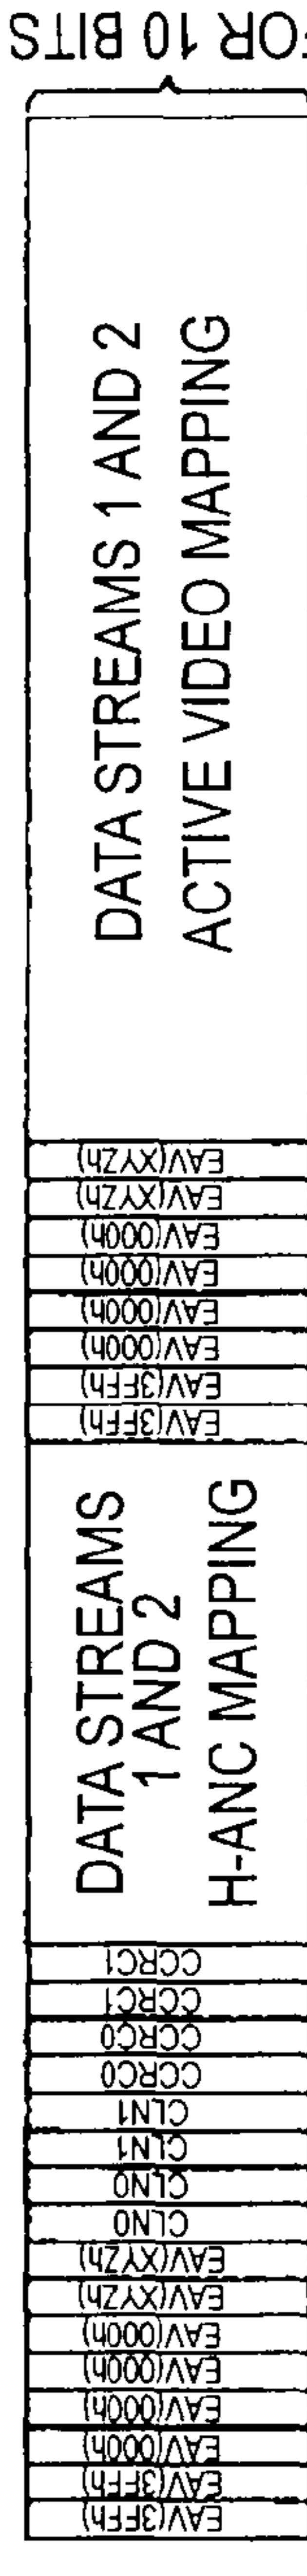 EAV(3FFh)
EAV(3FFh)
EAV(000h)
EAV(000h)
EAV(000h)
EAV(000h)
EAV(XYZh)
EAV(XYZh)
CLN0
CLN0
CLN1
CLN1
CCRC0
CCRC0
CCRC1
CCRC1
DATA STREAMS
1 AND 2
H-ANC MAPPING
EAV(3FFh)
EAV(3FFh)
EAV(000h)
EAV(000h)
EAV(000h)
EAV(000h)
EAV(XYZh)
EAV(XYZh)
DATA STREAMS 1 AND 2
ACTIVE VIDEO MAPPING
FOR 10 BITS